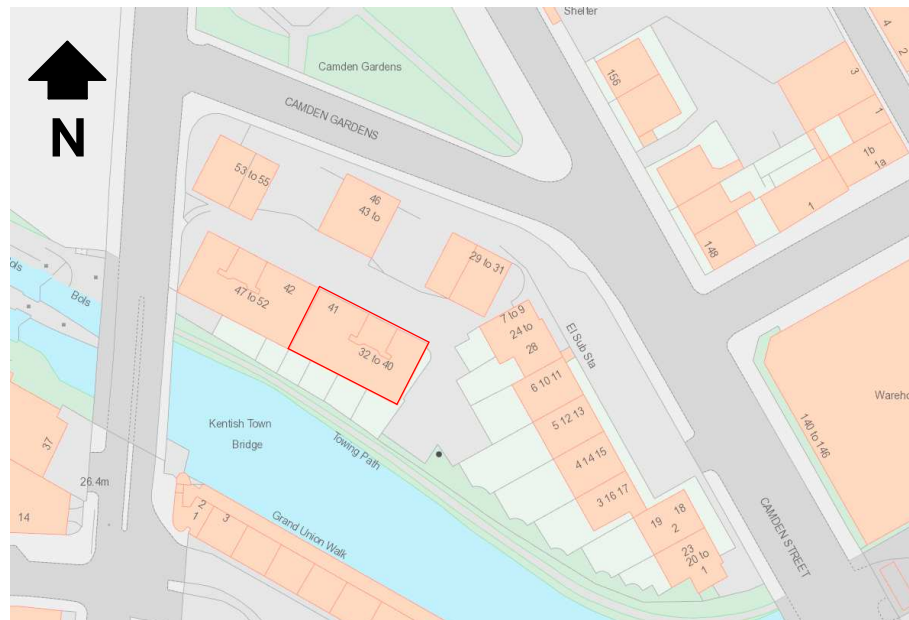 Shelter
Camden Gardens
N
CAMDEN GARDENS
156
3
4
2
1
1b
1a
1
148
53 to 55
46
43 to
29 to 31
47 to 52
42
41
32 to 40
7 to 9
24 to
28
El Sub Sta
6 10 11
5 12 13
4 14 15
3 16 17
19
18
2
23
20 to
1
Bols
Kentish Town
Bridge
Towing Path
37
26.4m
14
2
1
3
Grand Union Walk
140 to 146
CAMDEN STREET